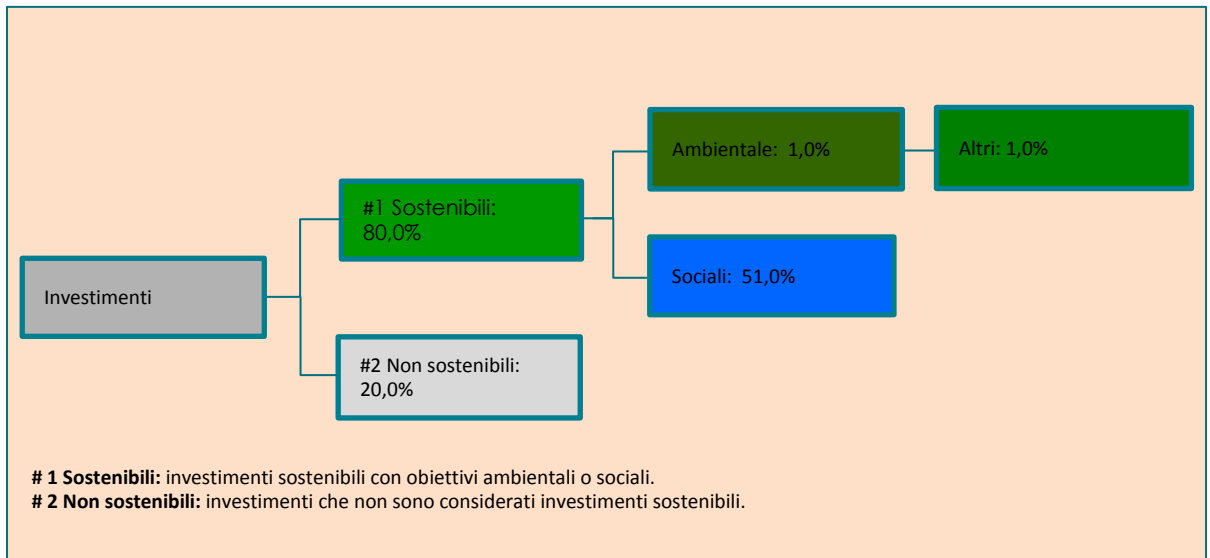 Ambientale: 1,0%
Altri: 1,0%
#1 Sostenibili:
80,0%
Sociali: 51,0%
Investimenti
#2 Non sostenibili:
20,0%
# 1 Sostenibili: investimenti sostenibili con obiettivi ambientali o sociali.
# 2 Non sostenibili: investimenti che non sono considerati investimenti sostenibili.